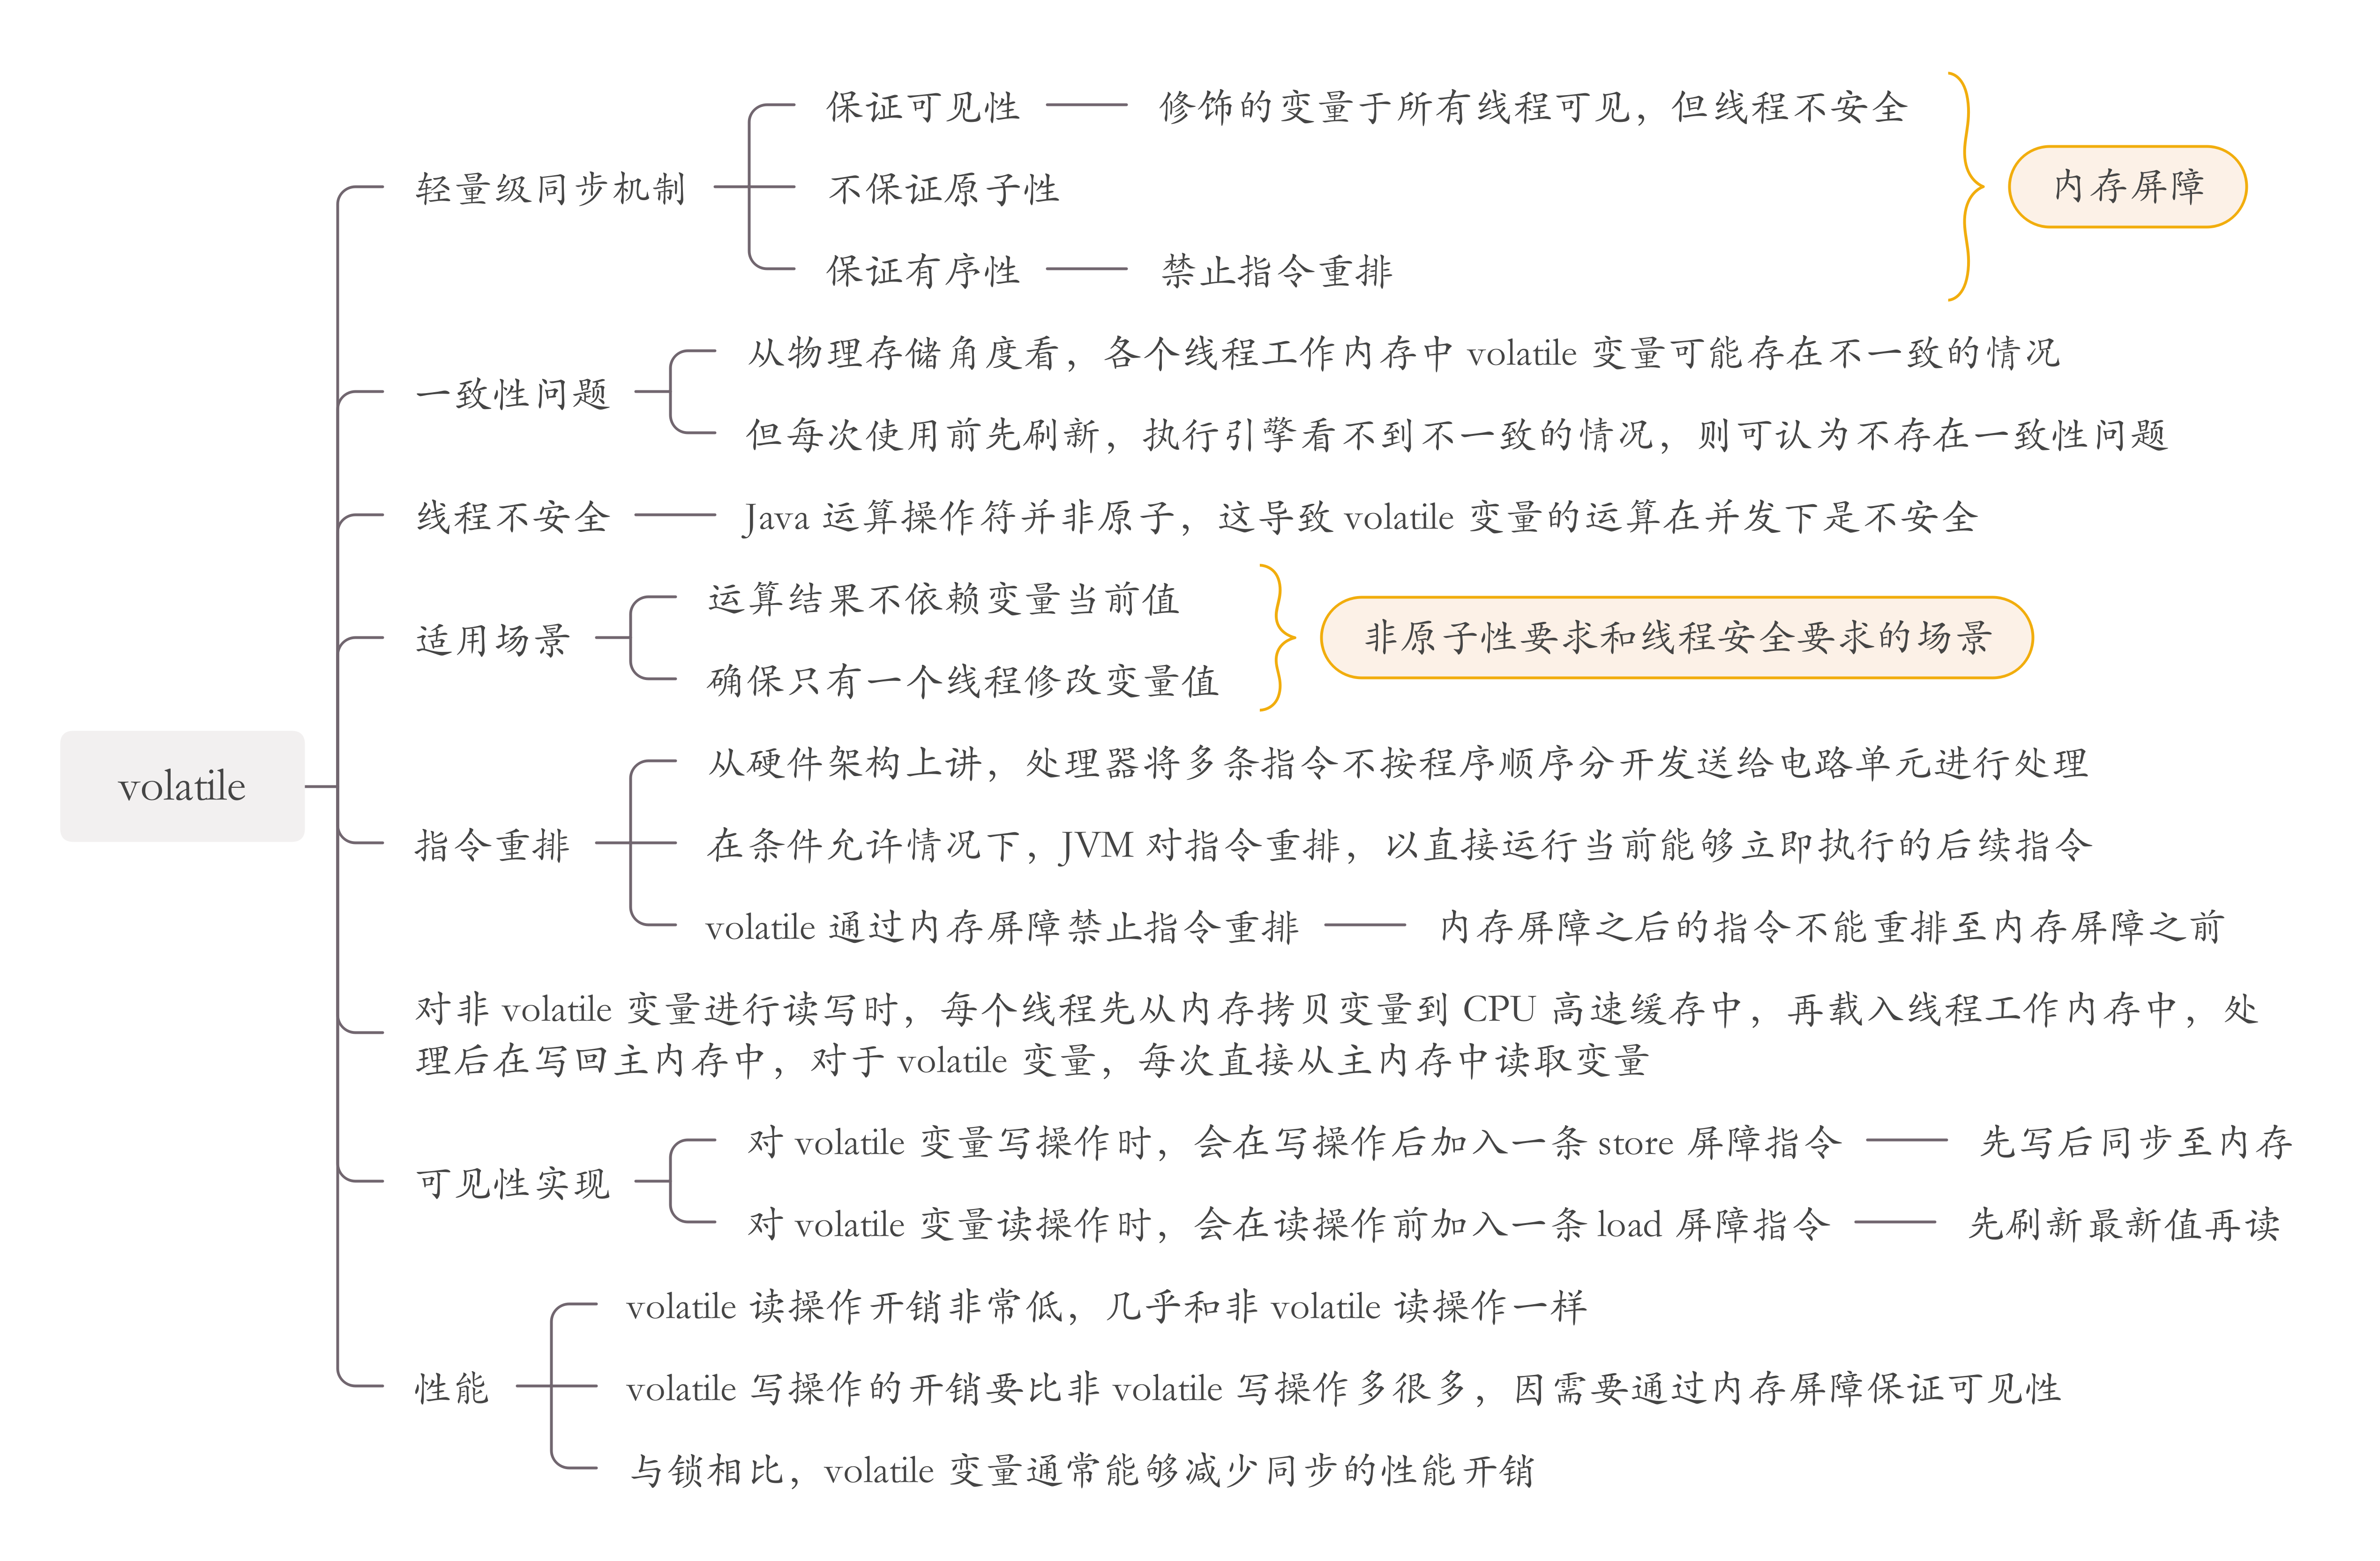 保证可见性
修饰的变量于所有线程可见，但线程不安全
轻量级同步机制
不保证原子性
内存屏障
保证有序性
禁止指令重排
从物理存储角度看，各个线程工作内存中 volatile 变量可能存在不一致的情况
一致性问题
但每次使用前先刷新，执行引擎看不到不一致的情况，则可认为不存在一致性问题
线程不安全
Java 运算操作符并非原子，这导致 volatile 变量的运算在并发下是不安全
运算结果不依赖变量当前值
适用场景
非原子性要求和线程安全要求的场景
确保只有一个线程修改变量值
volatile
从硬件架构上讲，处理器将多条指令不按程序顺序分开发送给电路单元进行处理
指令重排
在条件允许情况下，JVM 对指令重排，以直接运行当前能够立即执行的后续指令
volatile 通过内存屏障禁止指令重排
内存屏障之后的指令不能重排至内存屏障之前
对非 volatile 变量进行读写时，每个线程先从内存拷贝变量到 CPU 高速缓存中，再载入线程工作内存中，处
理后在写回主内存中，对于 volatile 变量，每次直接从主内存中读取变量
对 volatile 变量写操作时，会在写操作后加入一条 store 屏障指令
先写后同步至内存
可见性实现
对 volatile 变量读操作时，会在读操作前加入一条 load 屏障指令
先刷新最新值再读
volatile 读操作开销非常低，几乎和非 volatile 读操作一样
性能
volatile 写操作的开销要比非 volatile 写操作多很多，因需要通过内存屏障保证可见性
与锁相比，volatile 变量通常能够减少同步的性能开销